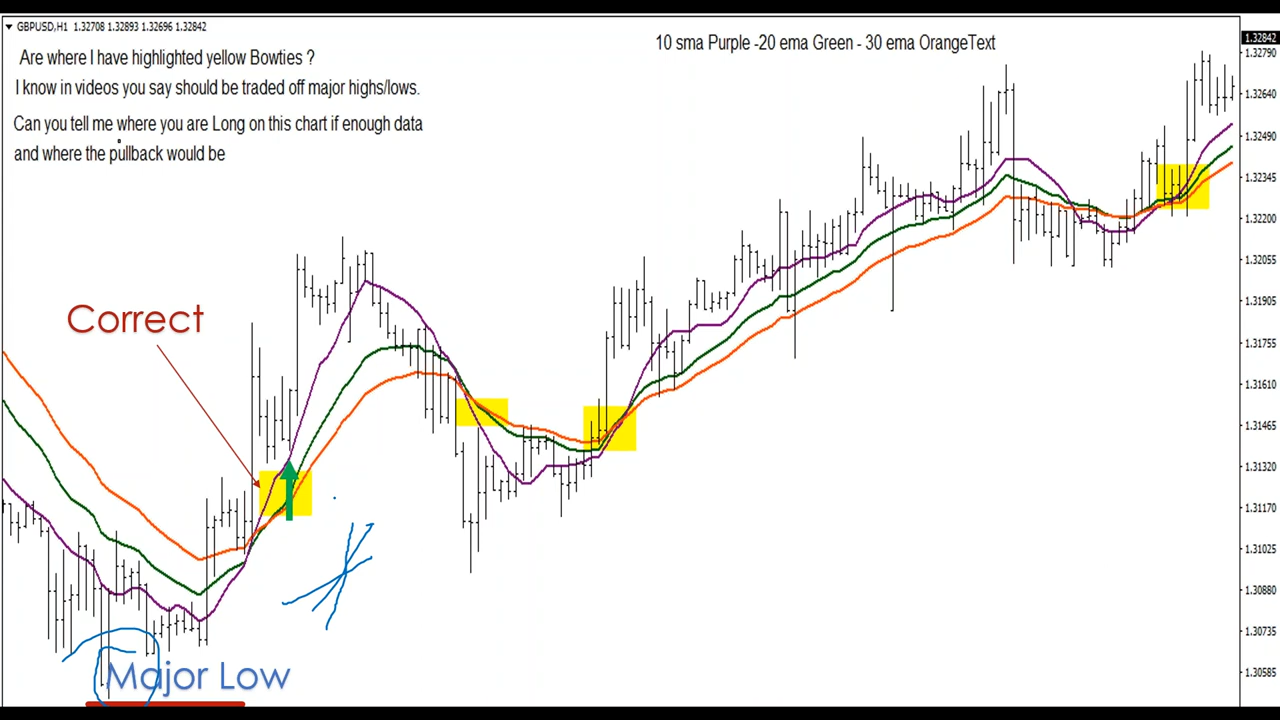 GBPUSD,H1 1.32708 1.32893 1.32696 1.32842
Are where I have highlighted yellow Bowties ?
I know in videos you say should be traded off major highs/lows.
Can you tell me where you are Long on this chart if enough data
and where the pullback would be
10 sma Purple -20 ema Green - 30 ema OrangeText
Correct
Major Low
1.32842
1.32790
1.32640
1.32490
1.32345
1.32200
1.32055
1.31905
1.31755
1.31610
1.31465
1.31320
1.31170
1.31025
1.30880
1.30735
1.30585